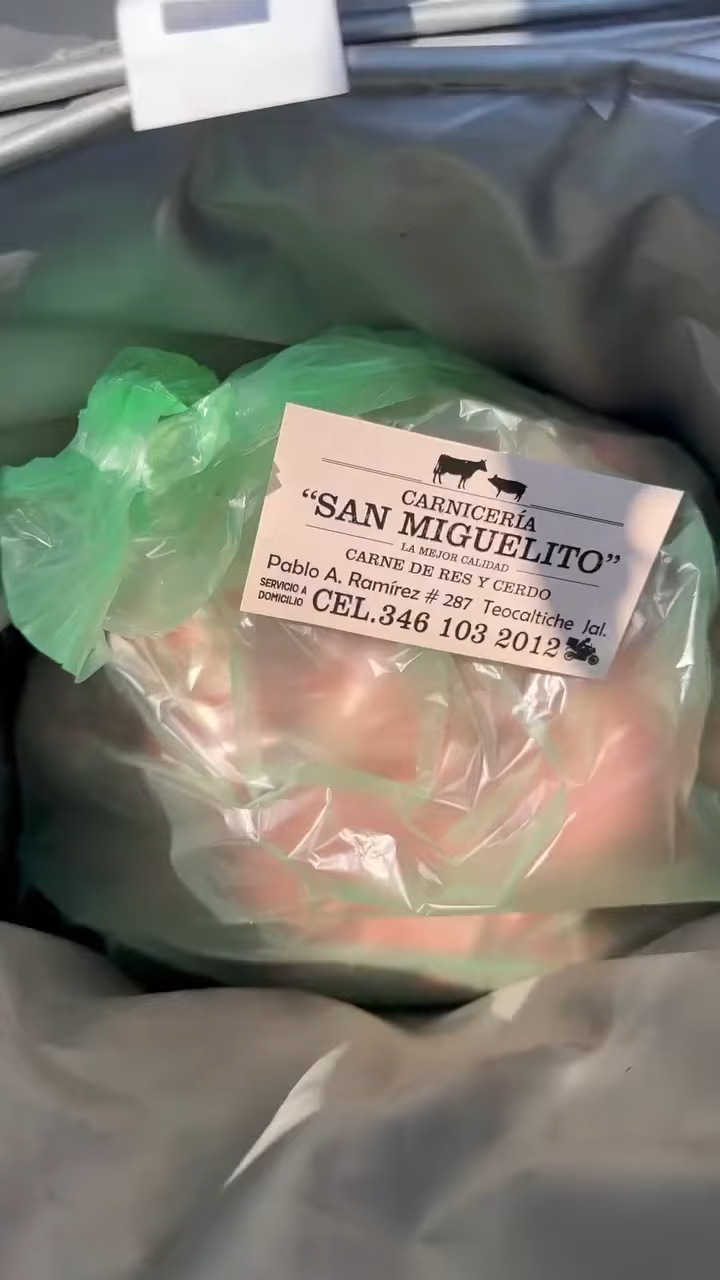 CARNICERÍA
“SAN MIGUELITO”
LA MEJOR CALIDAD
CARNE DE RES Y CERDO
Pablo A. Ramírez # 287 Teocaltiche Jal.
SERVICIO A
DOMICILIO
CEL.346 103 2012